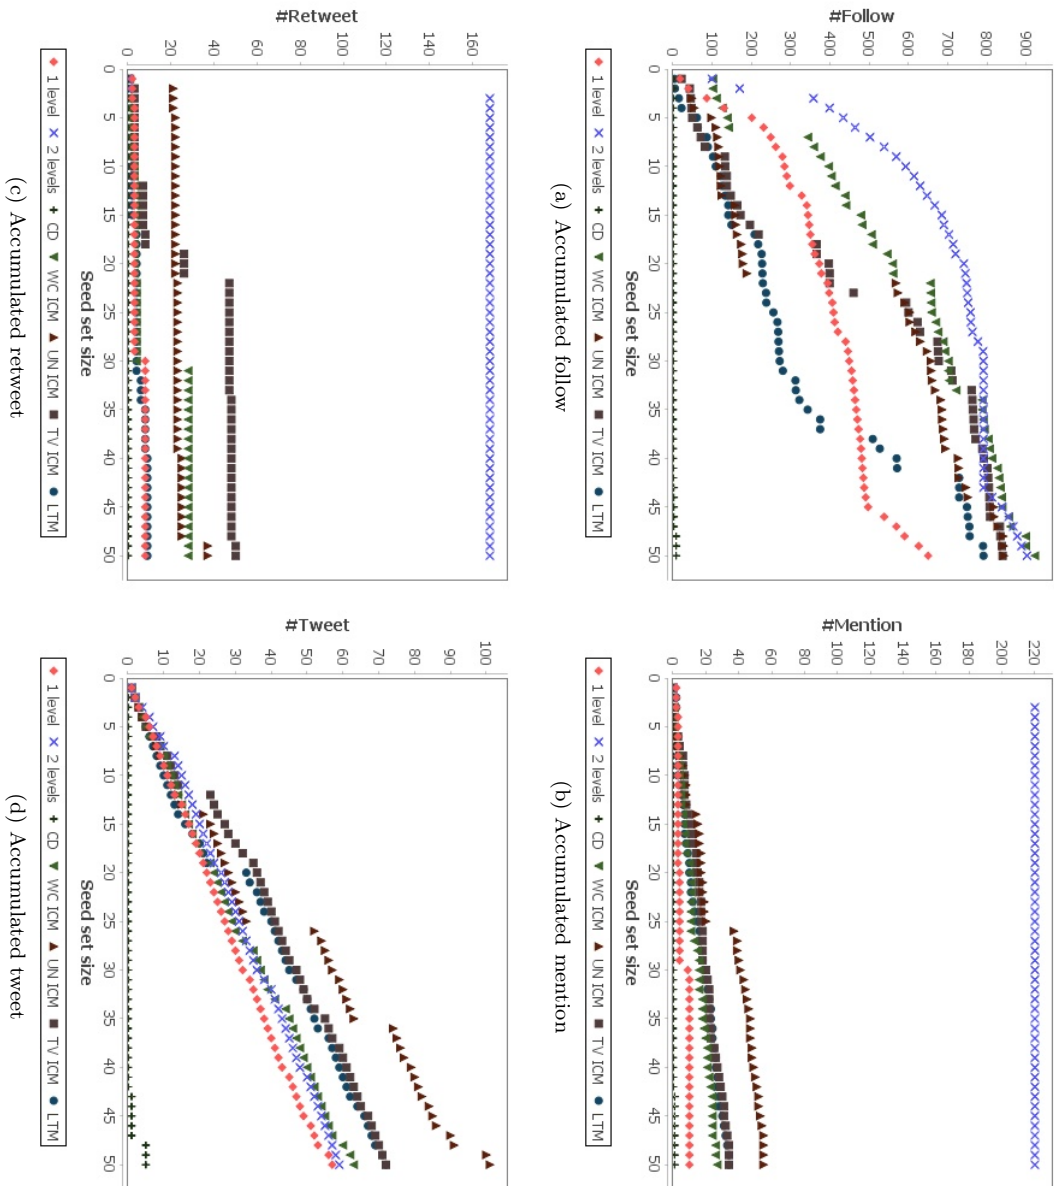 #Follow
0 100 200 300 400 500 600 700 800 900
0 5 10 15 20 25 30 35 40 45 50
Seed set size
1 level 2 levels CD WC ICM UN ICM TV ICM LTM
(a) Accumulated follow
#Mention
0 20 40 60 80 100 120 140 160 180 200 220
0 5 10 15 20 25 30 35 40 45 50
Seed set size
1 level 2 levels CD WC ICM UN ICM TV ICM LTM
(b) Accumulated mention
#Retweet
0 20 40 60 80 100 120 140 160
0 5 10 15 20 25 30 35 40 45 50
Seed set size
1 level 2 levels CD WC ICM UN ICM TV ICM LTM
(c) Accumulated retweet
#Tweet
0 10 20 30 40 50 60 70 80 90 100
0 5 10 15 20 25 30 35 40 45 50
Seed set size
1 level 2 levels CD WC ICM UN ICM TV ICM LTM
(d) Accumulated tweet